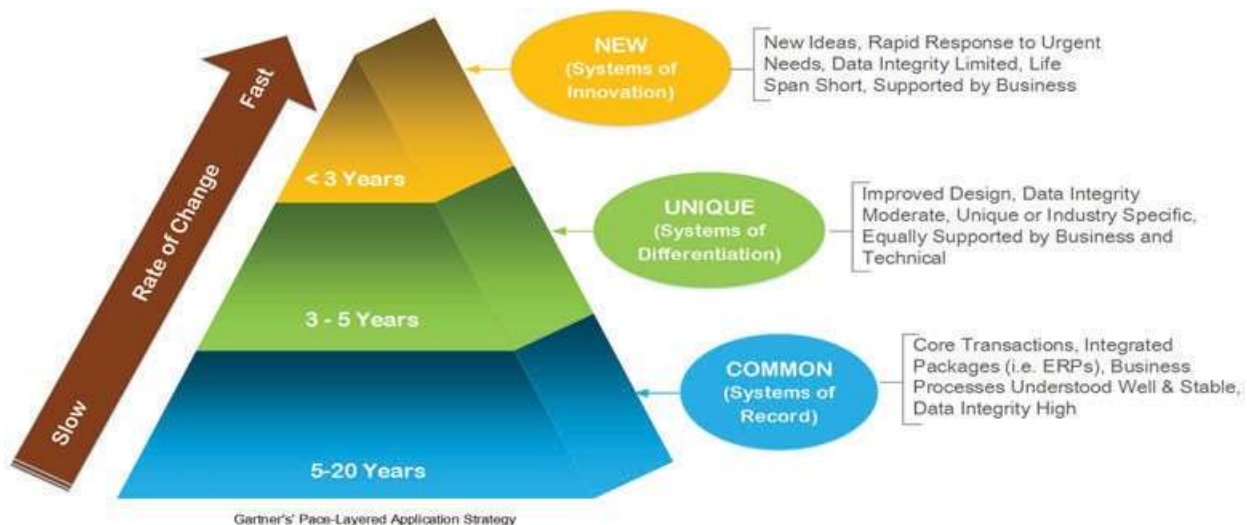 NEW
(Systems of
Innovation)
New Ideas, Rapid Response to Urgent
Needs, Data Integrity Limited, Life
Span Short, Supported by Business
Fast
Rate of Change
Slow
< 3 Years
UNIQUE
(Systems of
Differentiation)
Improved Design, Data Integrity
Moderate, Unique or Industry Specific,
Equally Supported by Business and
Technical
3 - 5 Years
COMMON
(Systems of
Record)
Core Transactions, Integrated
Packages (i.e. ERPs), Business
Processes Understood Well & Stable,
Data Integrity High
5-20 Years
Gartner's' Pace-Layered Application Strategy